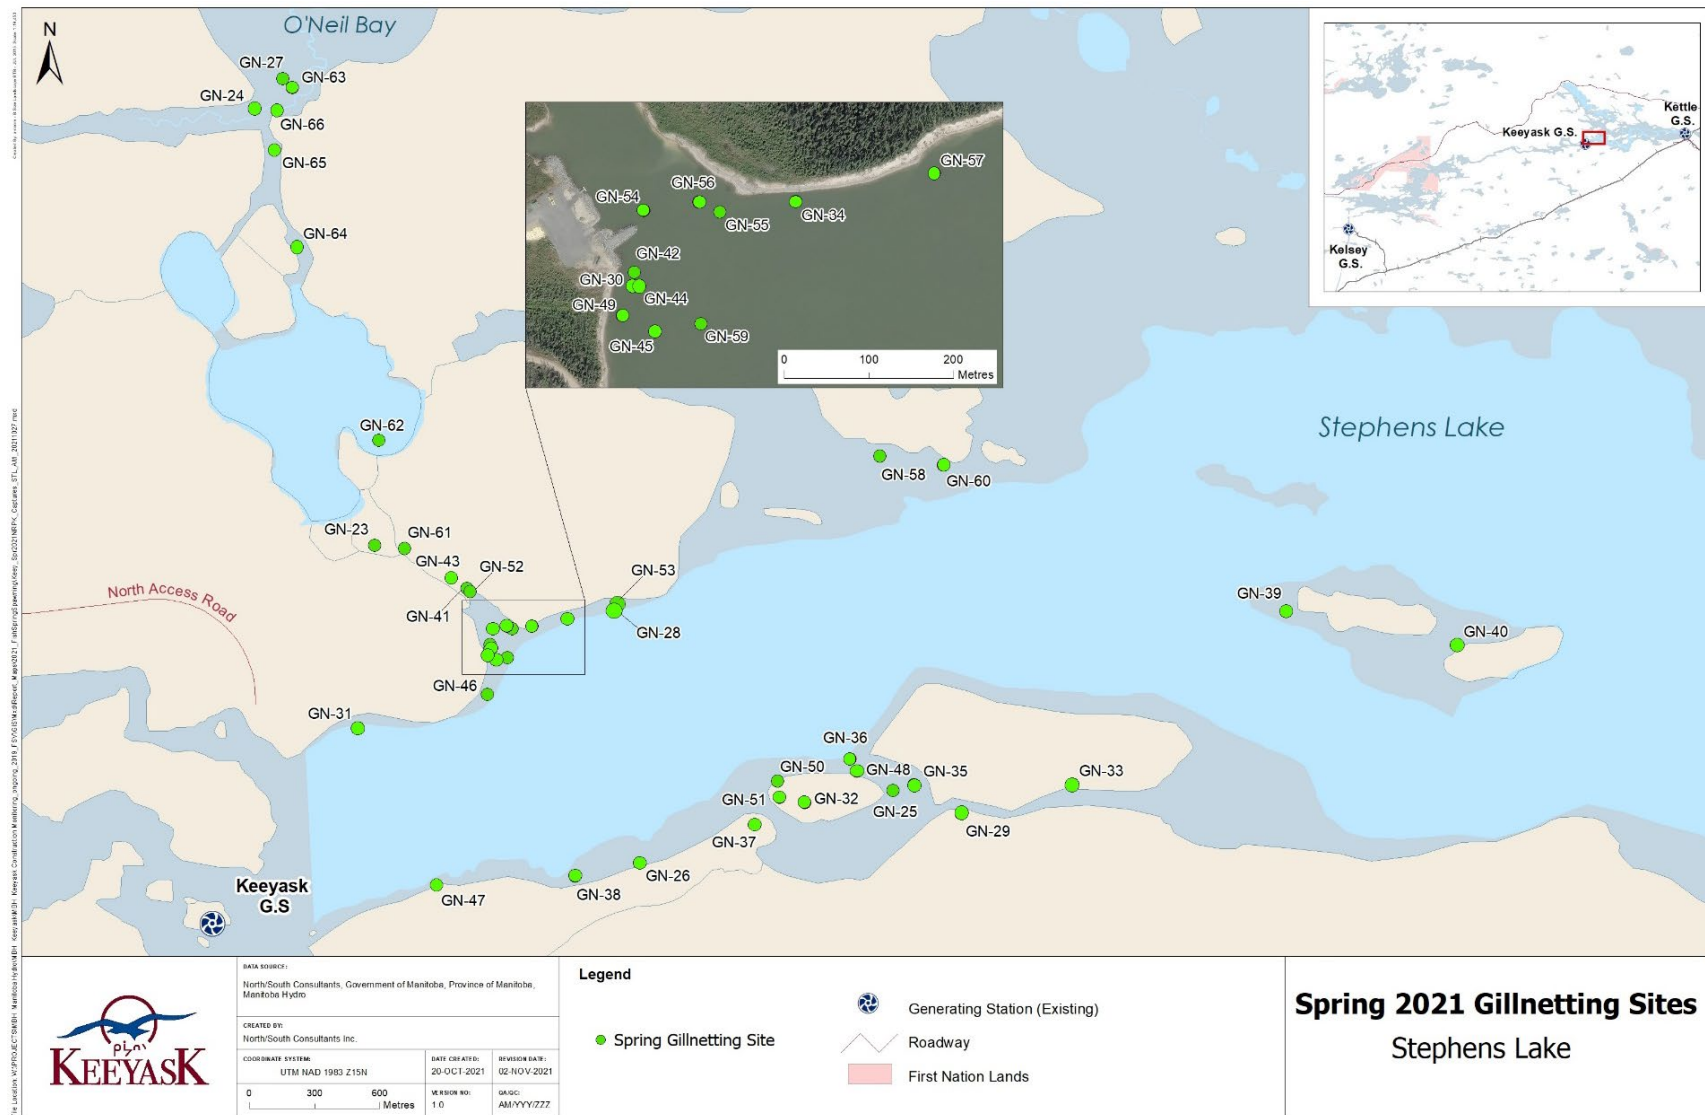 O'Neil Bay
N
GN-27
GN-63
GN-24
GN-66
GN-65
GN-64
GN-62
GN-23
GN-61
GN-43
GN-52
GN-41
GN-53
GN-28
GN-46
GN-31
North Access Road
GN-57
GN-56
GN-54
GN-55
GN-34
GN-42
GN-30
GN-44
GN-49
GN-45
GN-59
0 100 200
Metres
Kettle
G.S.
Keeyask G.S.
Kelsey
G.S.
Stephens Lake
GN-58
GN-60
GN-39
GN-40
GN-36
GN-50
GN-48
GN-35
GN-33
GN-51
GN-32
GN-25
GN-29
GN-37
GN-26
GN-38
GN-47
Keeyask
G.S
KEEYASK
DATA SOURCE:
North/South Consultants, Government of Manitoba, Province of Manitoba,
Manitoba Hydro
CREATED BY:
North/South Consultants Inc.
COORDINATE SYSTEM:
UTM NAD 1983 Z15N
DATE CREATED:
20-OCT-2021
REVISION DATE:
02-NOV-2021
0 300 600
Metres
VERSION NO:
1.0
QA/QC:
AM/YYY/ZZZ
Legend
Spring Gillnetting Site
Generating Station (Existing)
Roadway
First Nation Lands
Spring 2021 Gillnetting Sites
Stephens Lake